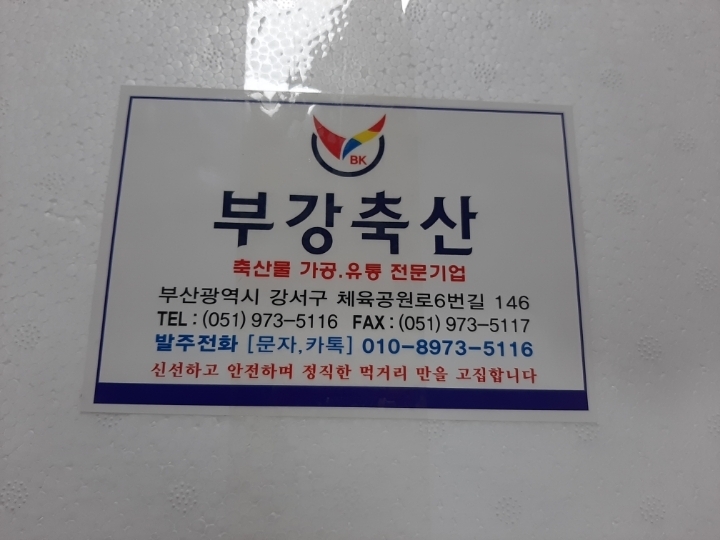 BK
부강축산
축산물 가공.유통 전문기업
부산광역시 강서구 체육공원로6번길 146
TEL : (051) 973-5116 FAX : (051) 973-5117
발주전화 [문자,카톡] 010-8973-5116
신선하고 안전하며 정직한 먹거리 만을 고집합니다